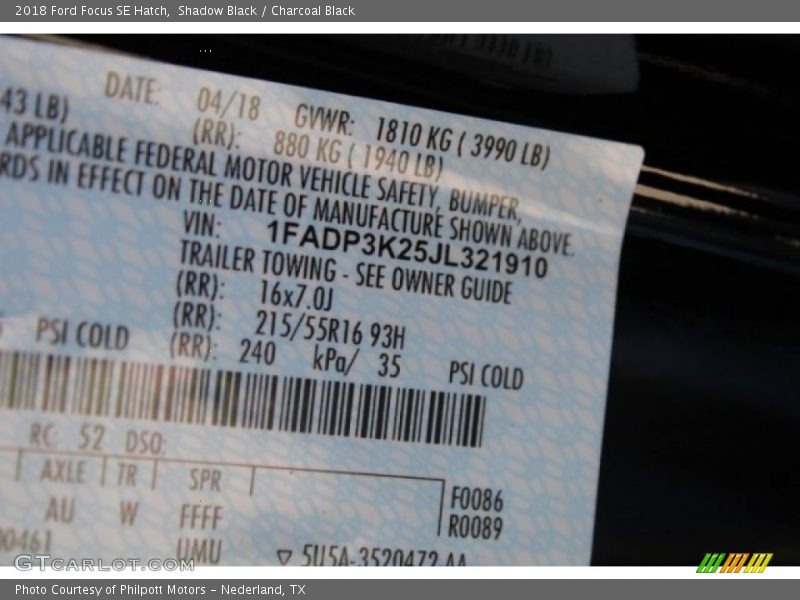 2018 Ford Focus SE Hatch, Shadow Black / Charcoal Black
DATE: 04/18 GVWR: 1810 KG ( 3990 LB)
43 LB) (RR): 880 KG ( 1940 LB)
APPLICABLE FEDERAL MOTOR VEHICLE SAFETY, BUMPER,
RDS IN EFFECT ON THE DATE OF MANUFACTURE SHOWN ABOVE.
VIN: 1FADP3K25JL321910
TRAILER TOWING - SEE OWNER GUIDE
(RR): 16x7.0J
(RR): 215/55R16 93H
PSI COLD (RR): 240 kPa/ 35 PSI COLD
RC: 52 DSO:
AXLE TR SPR
AU W FFFF
F0086
R0089
00461 UMU
▽ 5U5A-3520472 AA
GTcarlot.com
Photo Courtesy of Philpott Motors - Nederland, TX